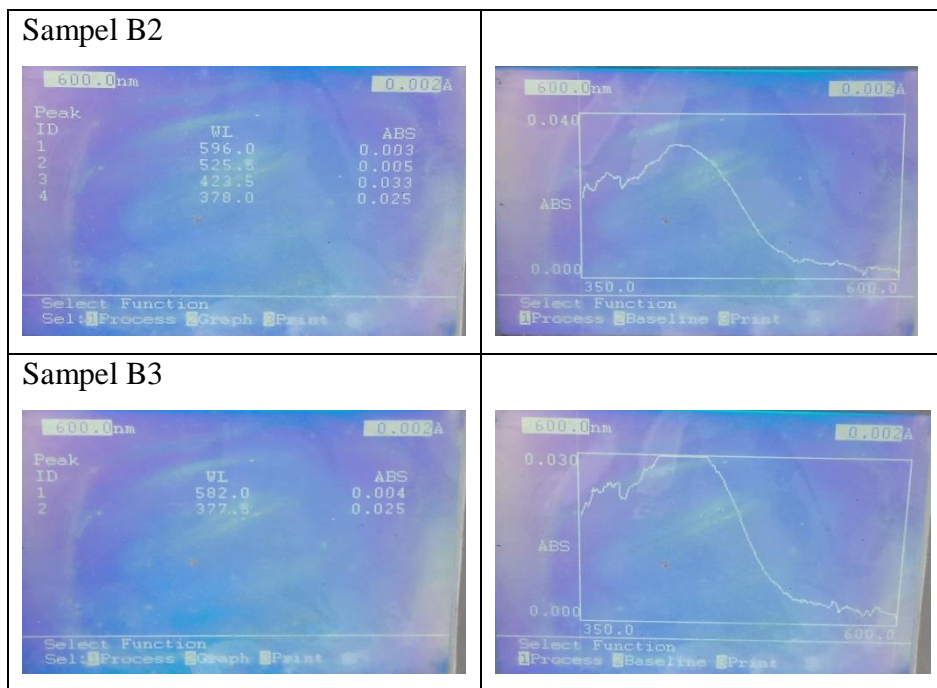 Sampel B2
600.0nm 0.002A
Peak
ID WL ABS
1 596.0 0.003
2 525.5 0.005
3 423.5 0.033
4 378.0 0.025
Select Function
Sel:1Process 2Graph 3Print
600.0nm 0.002A
0.040
ABS
0.000
350.0 600.0
Select Function
1Process 2Baseline 3Print
Sampel B3
600.0nm 0.002A
Peak
ID WL ABS
1 582.0 0.004
2 377.5 0.025
Select Function
Sel:1Process 2Graph 3Print
600.0nm 0.002A
0.030
ABS
0.000
350.0 600.0
Select Function
1Process 2Baseline 3Print